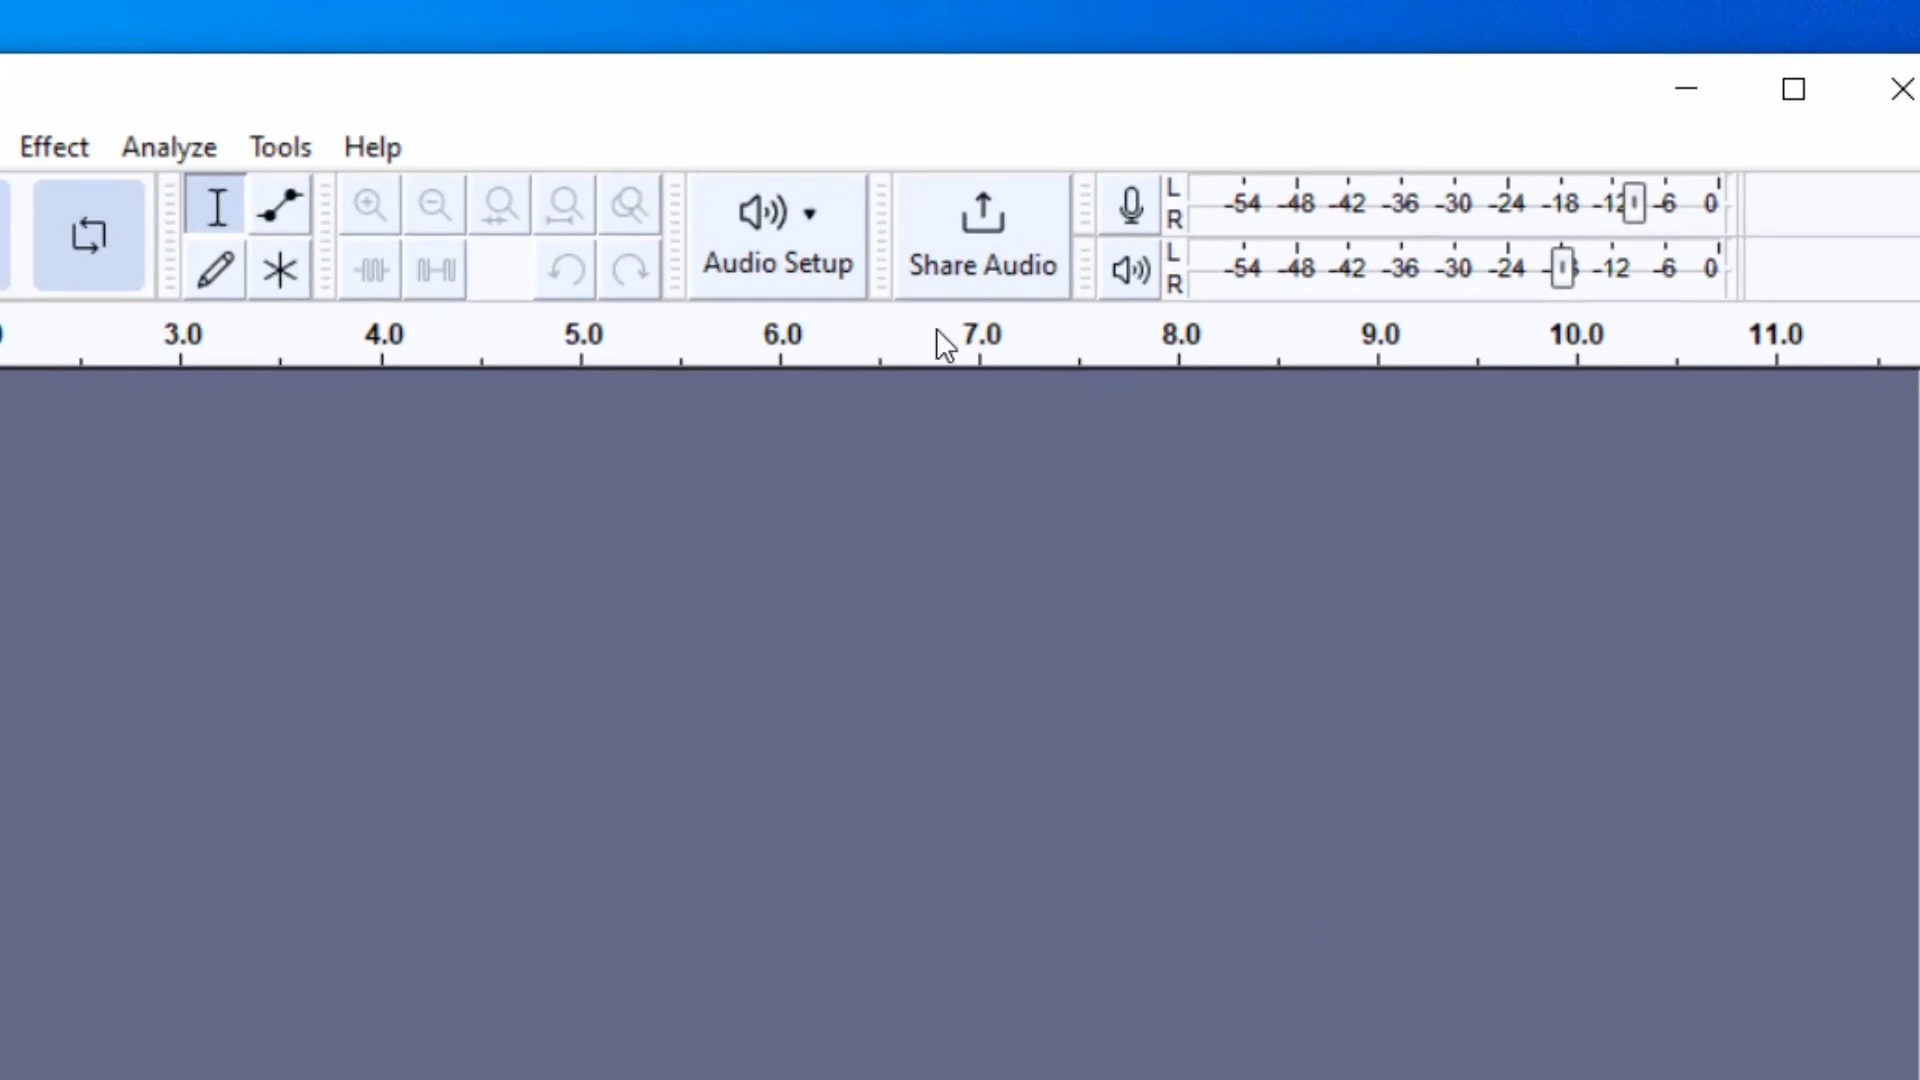 Effect Analyze Tools Help
L -54 -48 -42 -36 -30 -24 -18 -12 -6 0
R
Audio Setup
Share Audio
L -54 -48 -42 -36 -30 -24 -12 -6 0
R
3.0 4.0 5.0 6.0 7.0 8.0 9.0 10.0 11.0